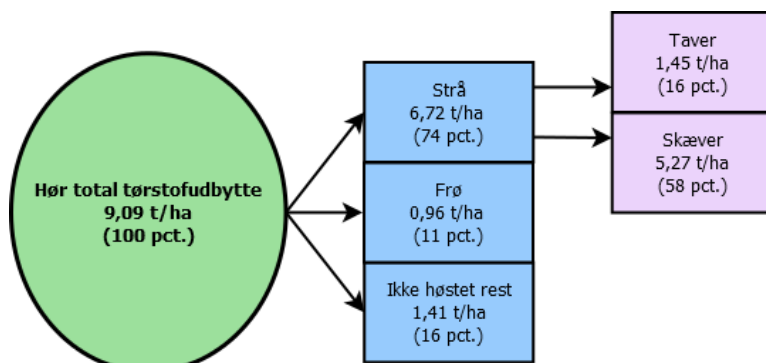 Hør total tørstofudbytte
9,09 t/ha
(100 pct.)
Strå
6,72 t/ha
(74 pct.)
Frø
0,96 t/ha
(11 pct.)
Ikke høstet rest
1,41 t/ha
(16 pct.)
Taver
1,45 t/ha
(16 pct.)
Skæver
5,27 t/ha
(58 pct.)